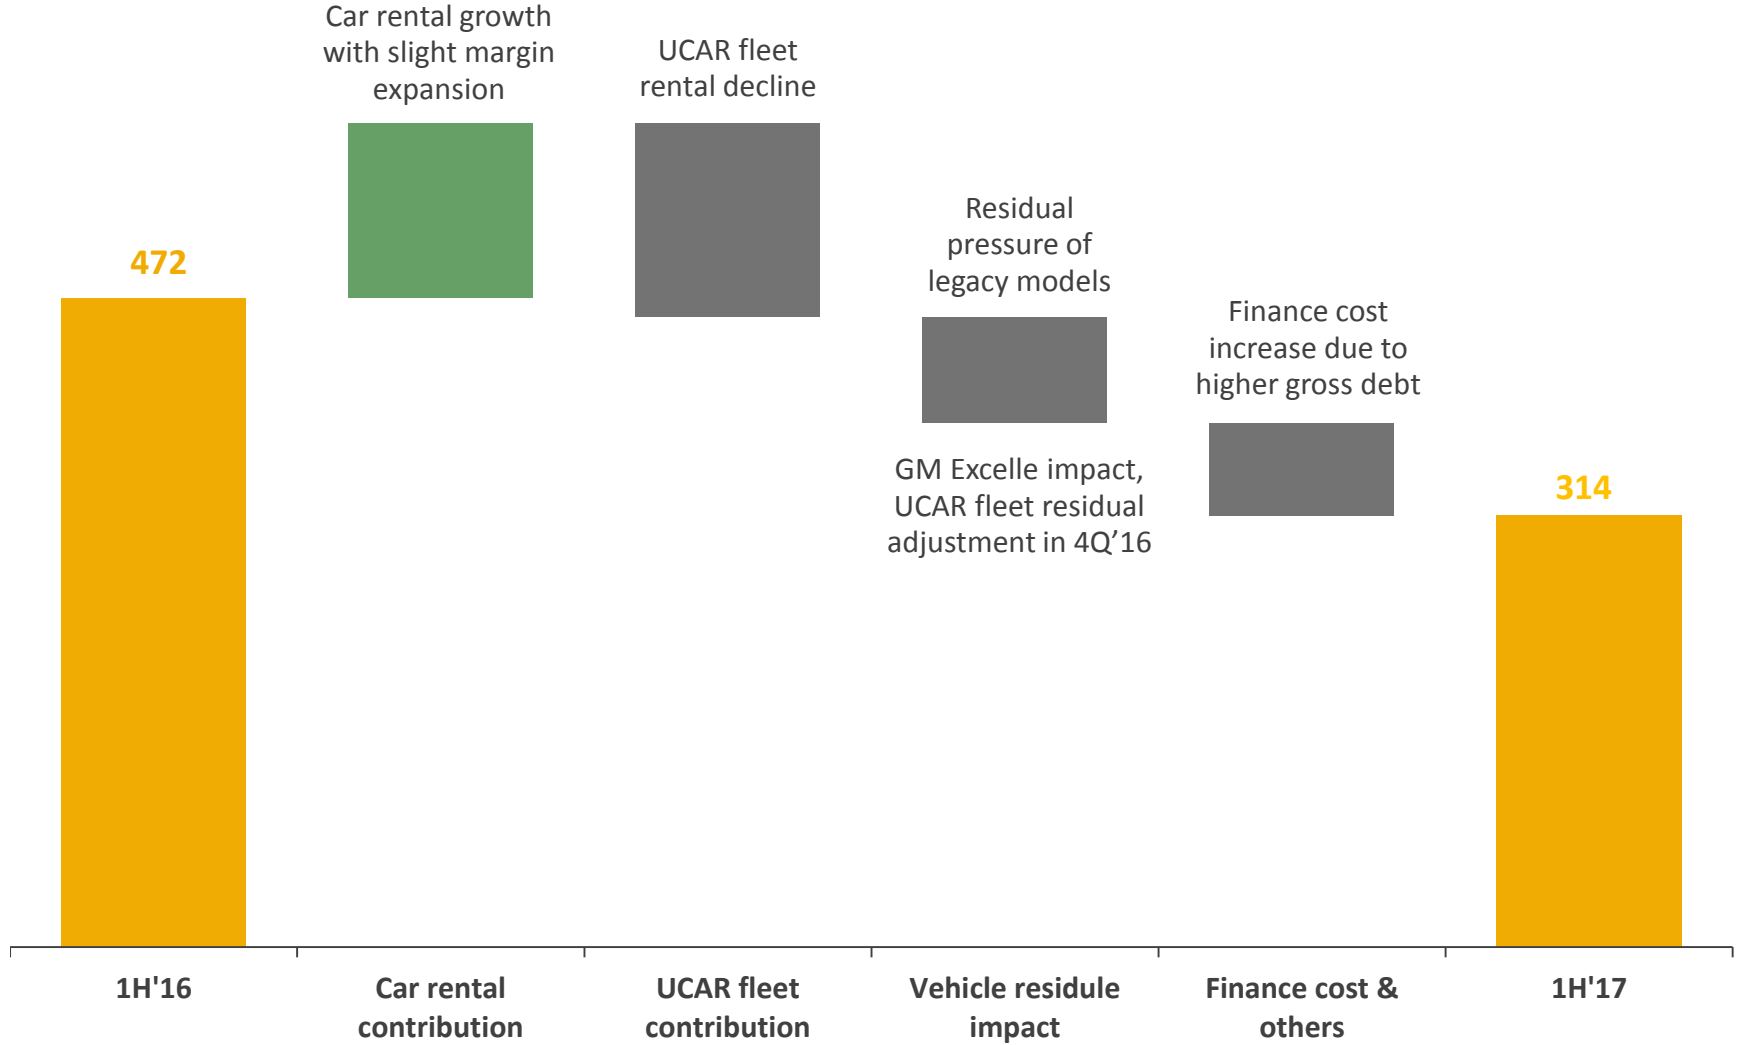 Car rental growth
with slight margin
expansion
UCAR fleet
rental decline
Residual
pressure of
legacy models
472
Finance cost
increase due to
higher gross debt
GM Excelle impact,
UCAR fleet residual
adjustment in 4Q’16
314
1H'16
Car rental
contribution
UCAR fleet
contribution
Vehicle residule
impact
Finance cost &
others
1H'17